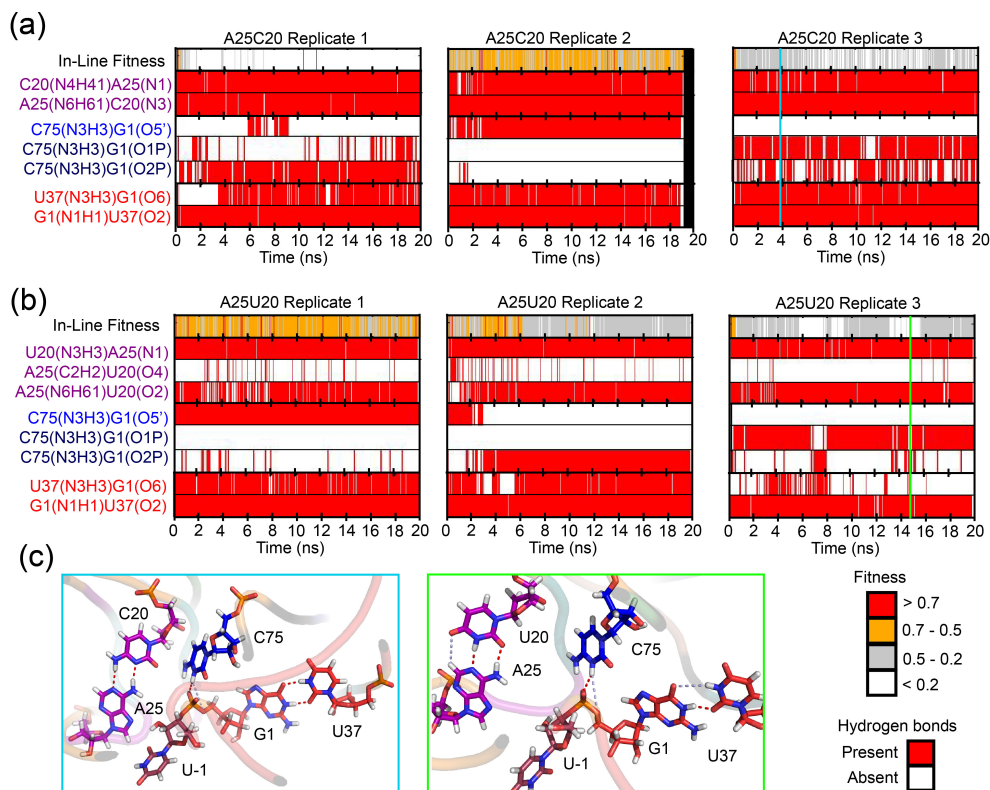 (a)
A25C20 Replicate 1
A25C20 Replicate 2
A25C20 Replicate 3
In-Line Fitness
C20(N4H41)A25(N1)
A25(N6H61)C20(N3)
C75(N3H3)G1(O5')
C75(N3H3)G1(O1P)
C75(N3H3)G1(O2P)
U37(N3H3)G1(O6)
G1(N1H1)U37(O2)
0 2 4 6 8 10 12 14 16 18 20
0 2 4 6 8 10 12 14 16 18 20
0 2 4 6 8 10 12 14 16 18 20
Time (ns)
Time (ns)
Time (ns)
(b)
A25U20 Replicate 1
A25U20 Replicate 2
A25U20 Replicate 3
In-Line Fitness
U20(N3H3)A25(N1)
A25(C2H2)U20(O4)
A25(N6H61)U20(O2)
C75(N3H3)G1(O5')
C75(N3H3)G1(O1P)
C75(N3H3)G1(O2P)
U37(N3H3)G1(O6)
G1(N1H1)U37(O2)
0 2 4 6 8 10 12 14 16 18 20
0 2 4 6 8 10 12 14 16 18 20
0 2 4 6 8 10 12 14 16 18 20
Time (ns)
Time (ns)
Time (ns)
(c)
C20
C75
A25
G1
U37
U-1
U20
C75
A25
G1
U37
U-1
Fitness
> 0.7
0.7 - 0.5
0.5 - 0.2
< 0.2
Hydrogen bonds
Present
Absent